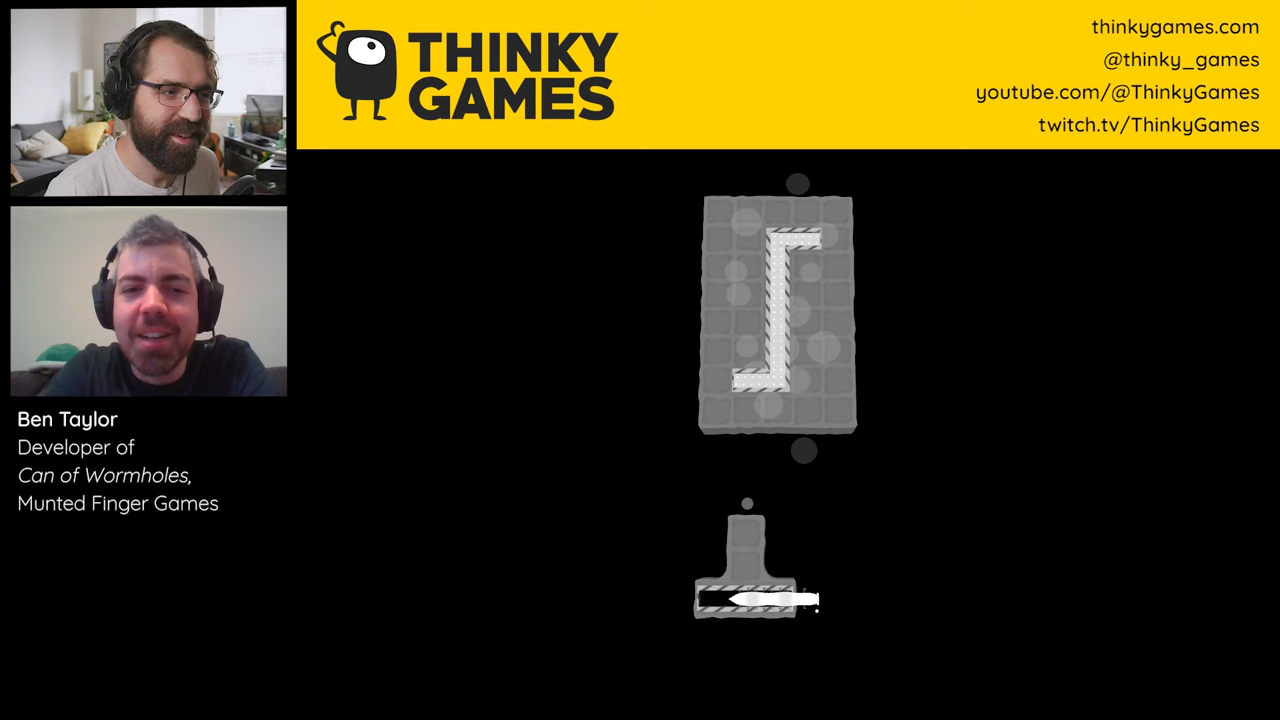 THINKY
GAMES
thinkygames.com
@thinky_games
youtube.com/@ThinkyGames
twitch.tv/ThinkyGames
Ben Taylor
Developer of
Can of Wormholes,
Munted Finger Games